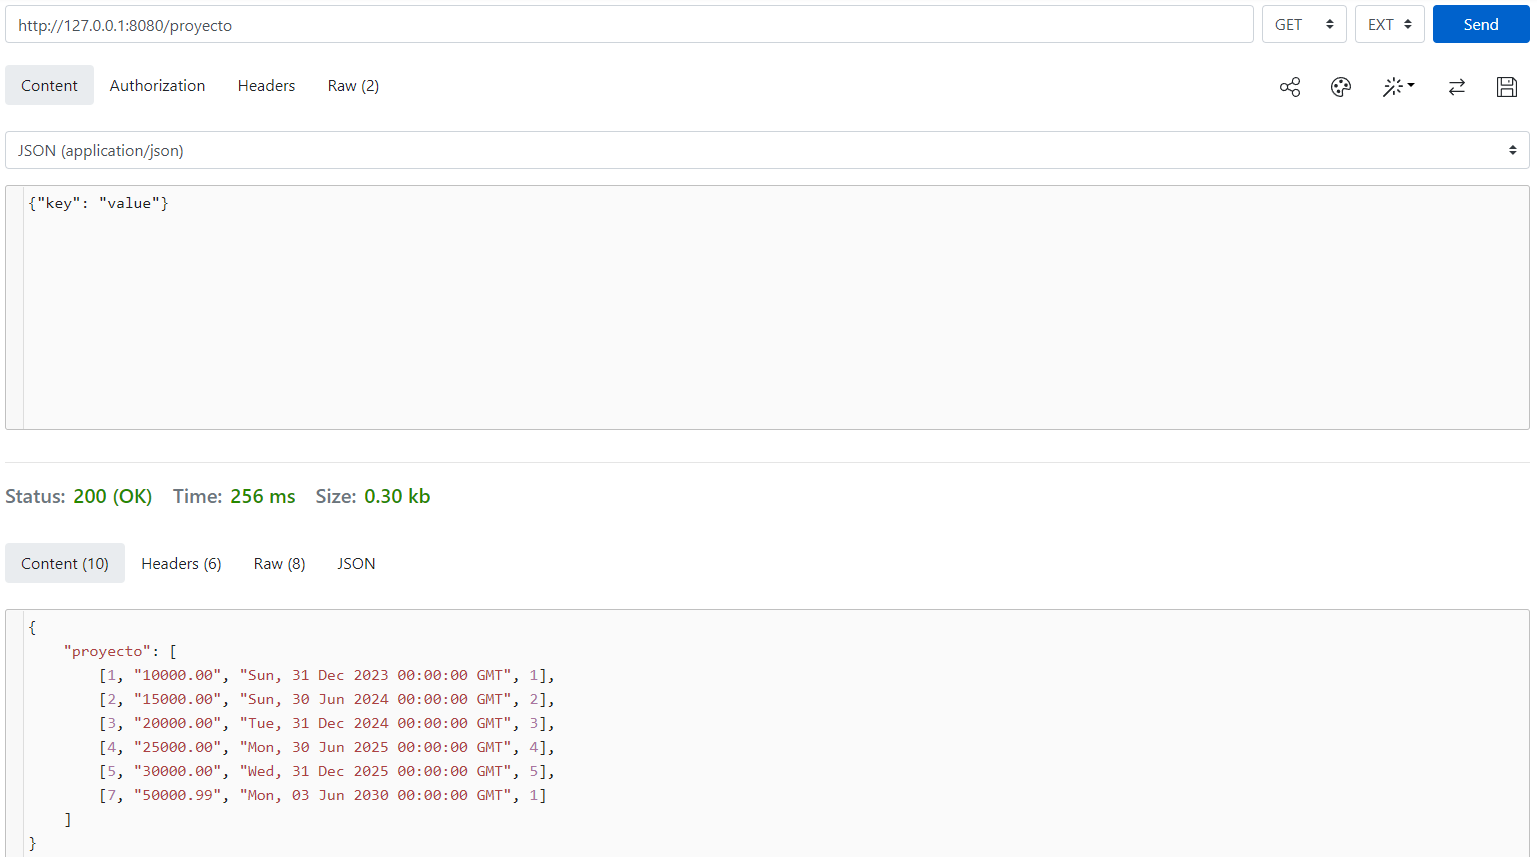 http://127.0.0.1:8080/proyecto GET EXT Send
Content Authorization Headers Raw (2)
JSON (application/json)
{"key": "value"}
Status: 200 (OK) Time: 256 ms Size: 0.30 kb
Content (10) Headers (6) Raw (8) JSON
{
    "proyecto": [
        [1, "10000.00", "Sun, 31 Dec 2023 00:00:00 GMT", 1],
        [2, "15000.00", "Sun, 30 Jun 2024 00:00:00 GMT", 2],
        [3, "20000.00", "Tue, 31 Dec 2024 00:00:00 GMT", 3],
        [4, "25000.00", "Mon, 30 Jun 2025 00:00:00 GMT", 4],
        [5, "30000.00", "Wed, 31 Dec 2025 00:00:00 GMT", 5],
        [7, "50000.99", "Mon, 03 Jun 2030 00:00:00 GMT", 1]
    ]
}